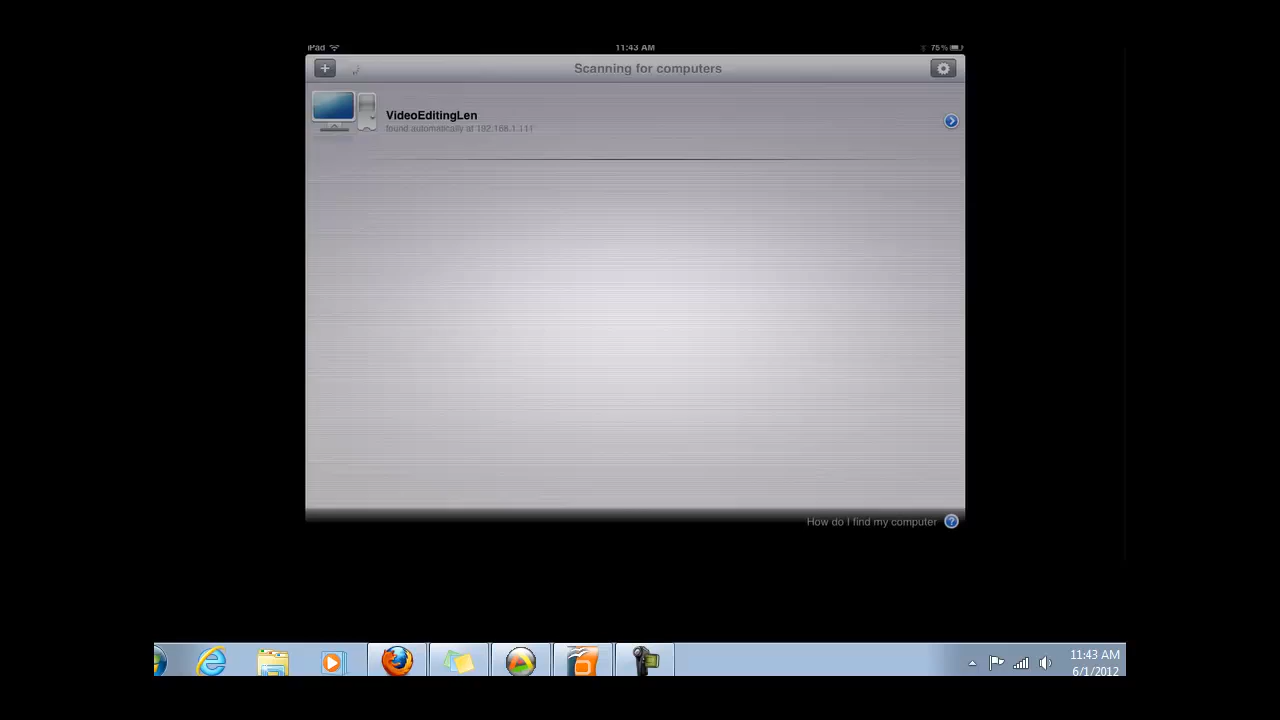 iPad 11:43 AM 75%
Scanning for computers
VideoEditingLen
found automatically at 192.168.1.111
How do I find my computer ?
11:43 AM
6/1/2012